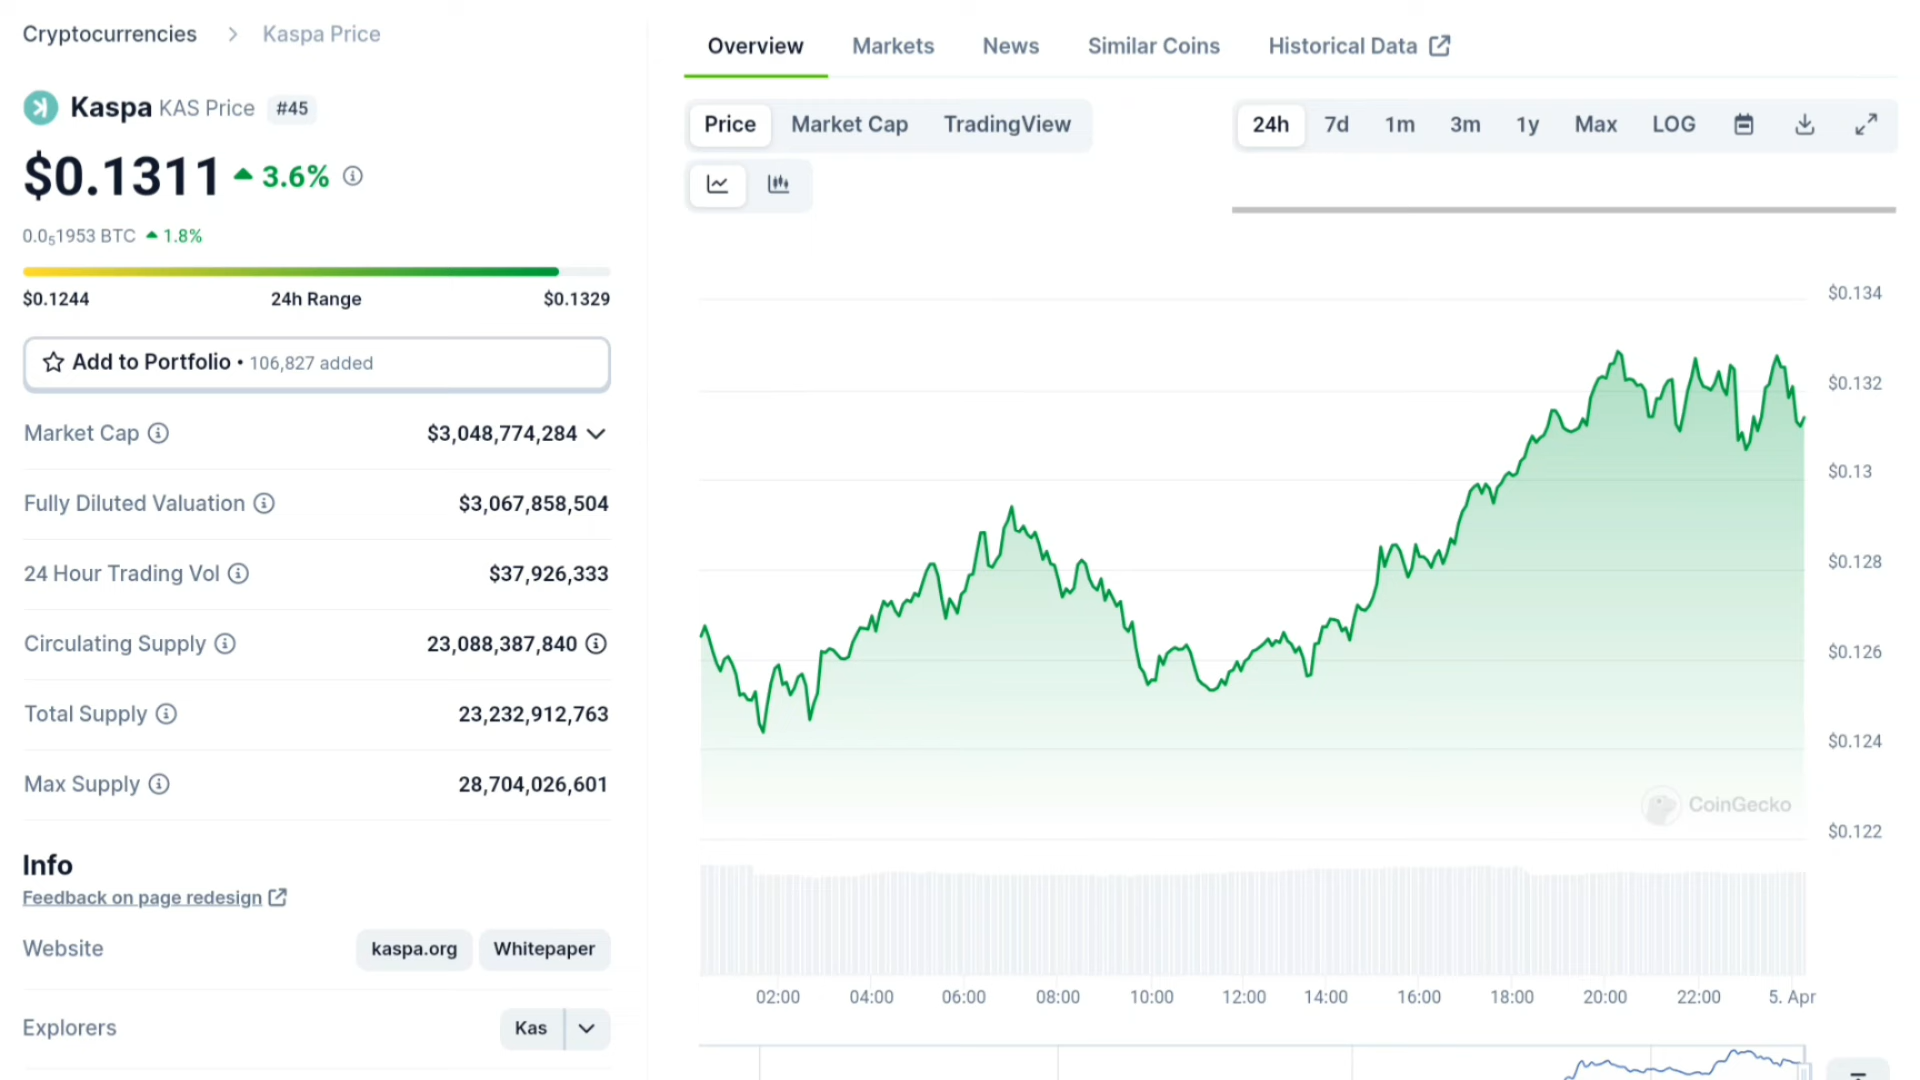 Cryptocurrencies > Kaspa Price
Kaspa KAS Price #45
$0.1311 3.6%
0.0₅1953 BTC 1.8%
$0.1244 24h Range $0.1329
Add to Portfolio • 106,827 added
Market Cap $3,048,774,284
Fully Diluted Valuation $3,067,858,504
24 Hour Trading Vol $37,926,333
Circulating Supply 23,088,387,840
Total Supply 23,232,912,763
Max Supply 28,704,026,601
Info
Feedback on page redesign
Website kaspa.org Whitepaper
Explorers Kas
Overview Markets News Similar Coins Historical Data
Price Market Cap TradingView 24h 7d 1m 3m 1y Max LOG
$0.134
$0.132
$0.13
$0.128
$0.126
$0.124
CoinGecko
$0.122
02:00 04:00 06:00 08:00 10:00 12:00 14:00 16:00 18:00 20:00 22:00 5. Apr